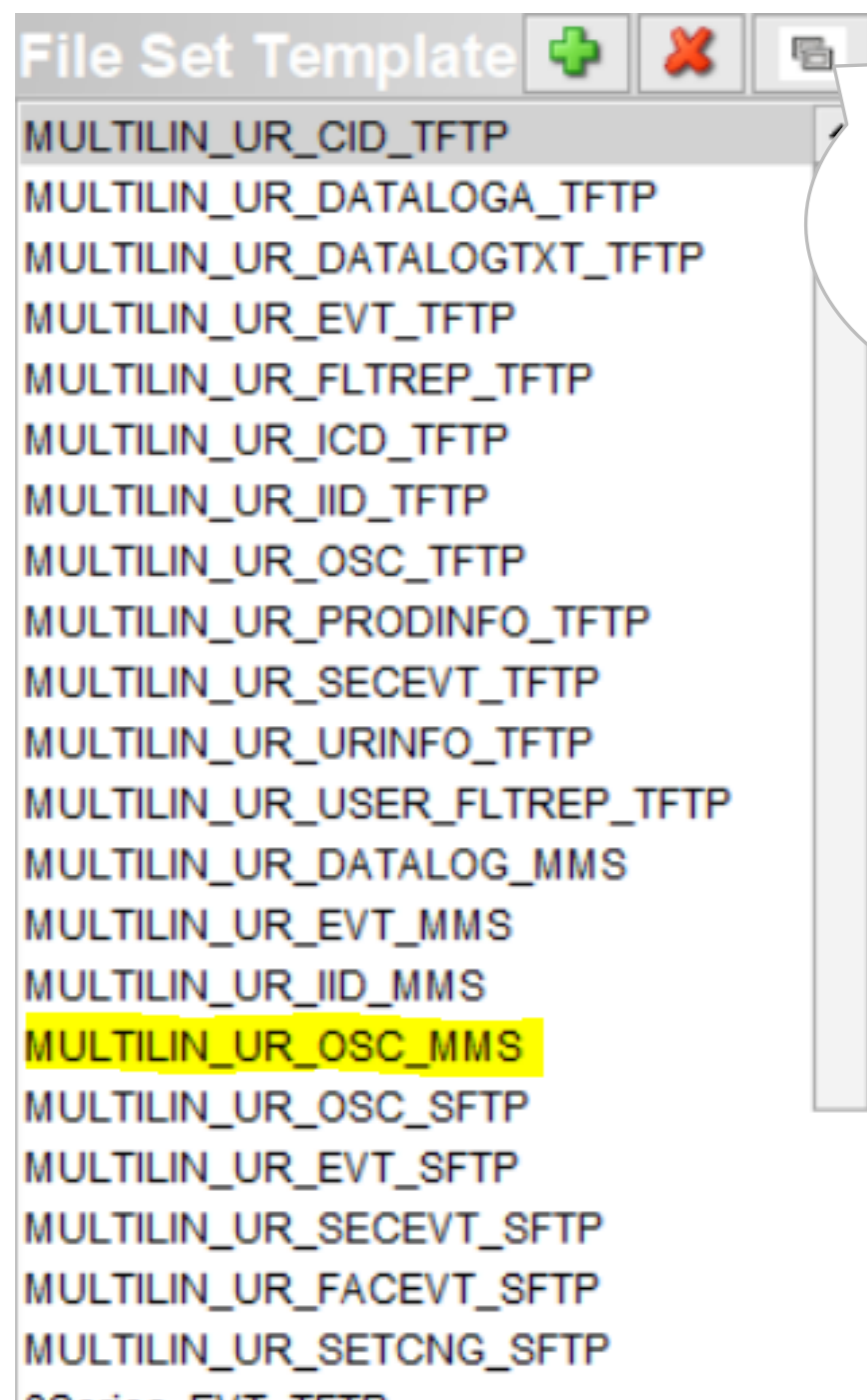 File Set Template
MULTILIN_UR_CID_TFTP
MULTILIN_UR_DATALOGA_TFTP
MULTILIN_UR_DATALOGTXT_TFTP
MULTILIN_UR_EVT_TFTP
MULTILIN_UR_FLTREP_TFTP
MULTILIN_UR_ICD_TFTP
MULTILIN_UR_IID_TFTP
MULTILIN_UR_OSC_TFTP
MULTILIN_UR_PRODINFO_TFTP
MULTILIN_UR_SECEVT_TFTP
MULTILIN_UR_URINFO_TFTP
MULTILIN_UR_USER_FLTREP_TFTP
MULTILIN_UR_DATALOG_MMS
MULTILIN_UR_EVT_MMS
MULTILIN_UR_IID_MMS
MULTILIN_UR_OSC_MMS
MULTILIN_UR_OSC_SFTP
MULTILIN_UR_EVT_SFTP
MULTILIN_UR_SECEVT_SFTP
MULTILIN_UR_FACEVT_SFTP
MULTILIN_UR_SETCNG_SFTP